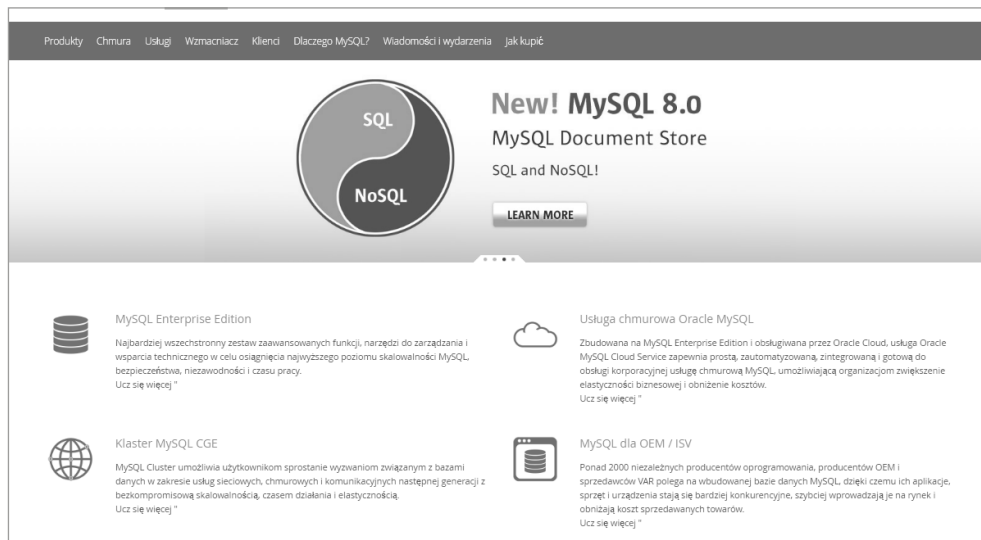 Produkty Chmura Usługi Wzmacniacz Klienci Dlaczego MySQL? Wiadomości i wydarzenia Jak kupić
SQL
NoSQL
New! MySQL 8.0
MySQL Document Store
SQL and NoSQL!
LEARN MORE
MySQL Enterprise Edition
Najbardziej wszechstronny zestaw zaawansowanych funkcji, narzędzi do zarządzania i
wsparcia technicznego w celu osiągnięcia najwyższego poziomu skalowalności MySQL,
bezpieczeństwa, niezawodności i czasu pracy.
Ucz się więcej "
Usługa chmurowa Oracle MySQL
Zbudowana na MySQL Enterprise Edition i obsługiwana przez Oracle Cloud, usługa Oracle
MySQL Cloud Service zapewnia prostą, zautomatyzowaną, zintegrowaną i gotową do
obsługi korporacyjnej usługę chmurową MySQL, umożliwiającą organizacjom zwiększenie
elastyczności biznesowej i obniżenie kosztów.
Ucz się więcej "
Klaster MySQL CGE
MySQL Cluster umożliwia użytkownikom sprostanie wyzwaniom związanym z bazami
danych w zakresie usług sieciowych, chmurowych i komunikacyjnych następnej generacji z
bezkompromisową skalowalnością, czasem działania i elastycznością.
Ucz się więcej "
MySQL dla OEM / ISV
Ponad 2000 niezależnych producentów oprogramowania, producentów OEM i
sprzedawców VAR polega na wbudowanej bazie danych MySQL, dzięki czemu ich aplikacje,
sprzęt i urządzenia stają się bardziej konkurencyjne, szybciej wprowadzają je na rynek i
obniżają koszt sprzedawanych towarów.
Ucz się więcej "